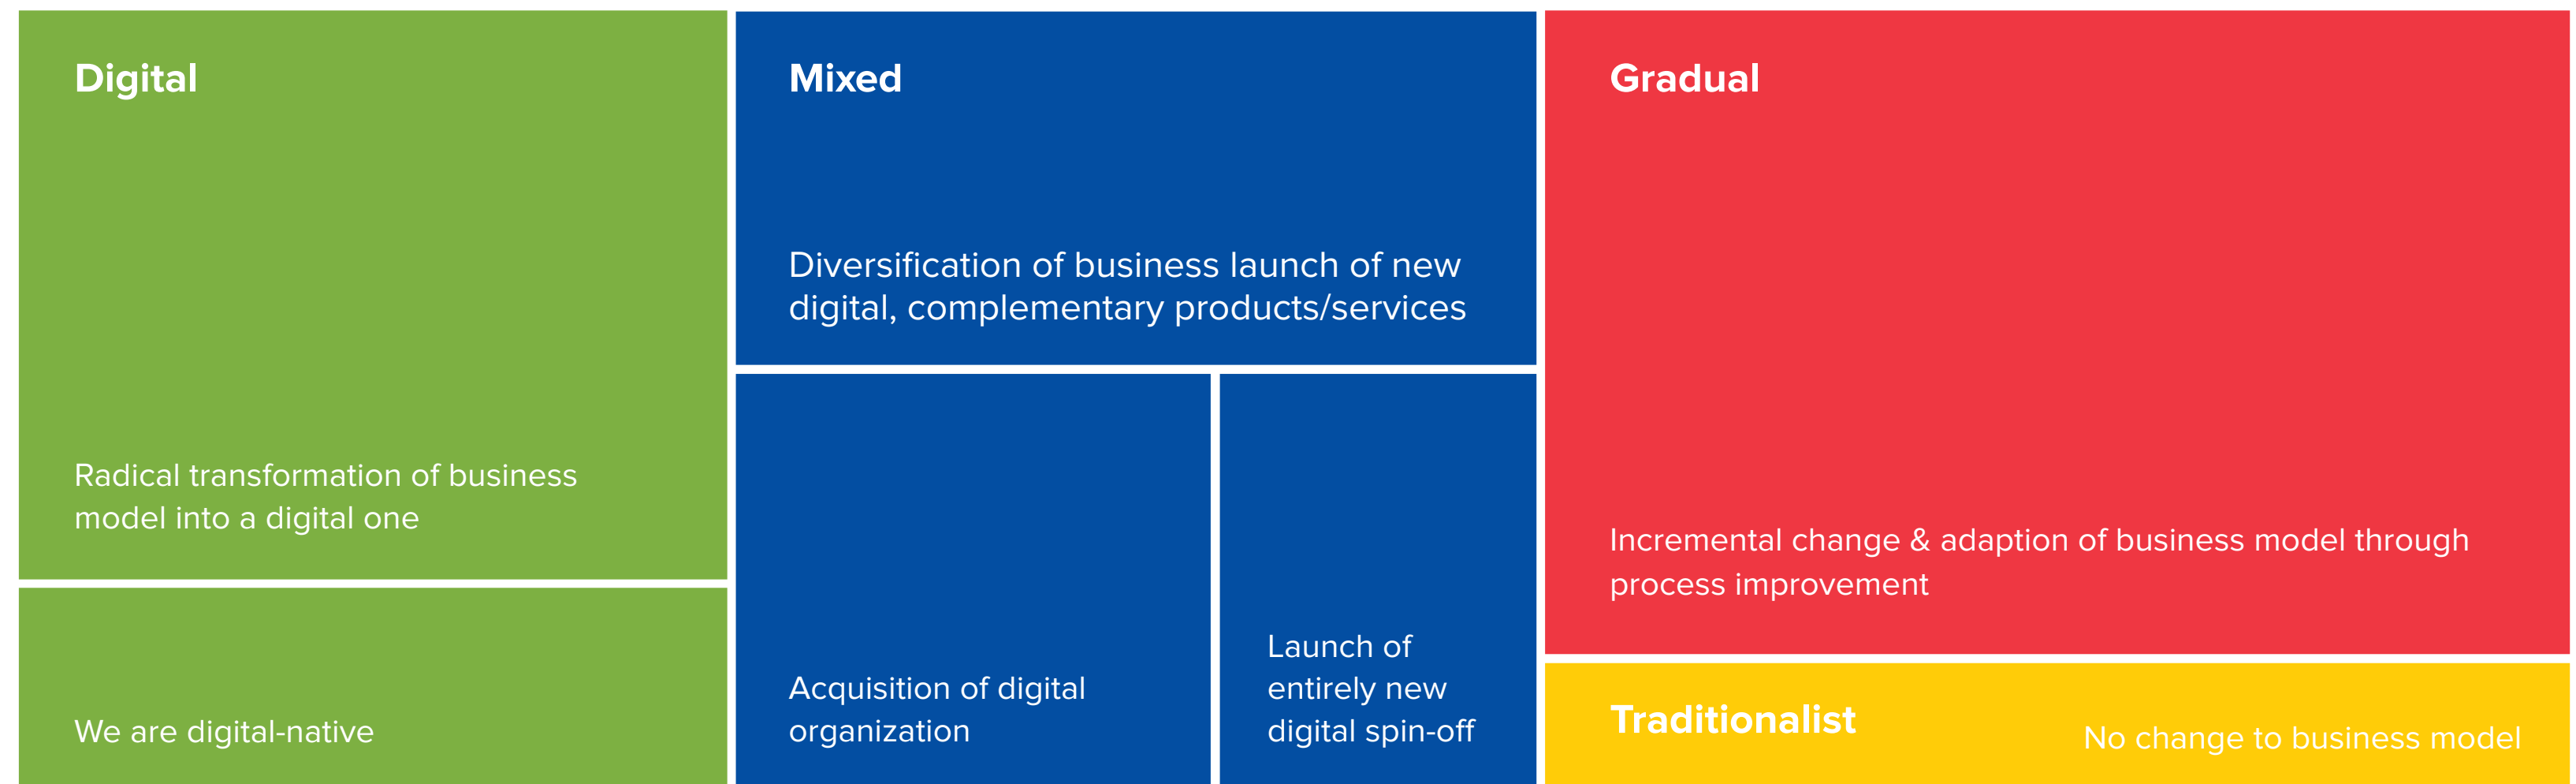 Digital
Radical transformation of business
model into a digital one
We are digital-native
Mixed
Diversification of business launch of new
digital, complementary products/services
Acquisition of digital
organization
Launch of
entirely new
digital spin-off
Gradual
Incremental change & adaption of business model through
process improvement
Traditionalist
No change to business model